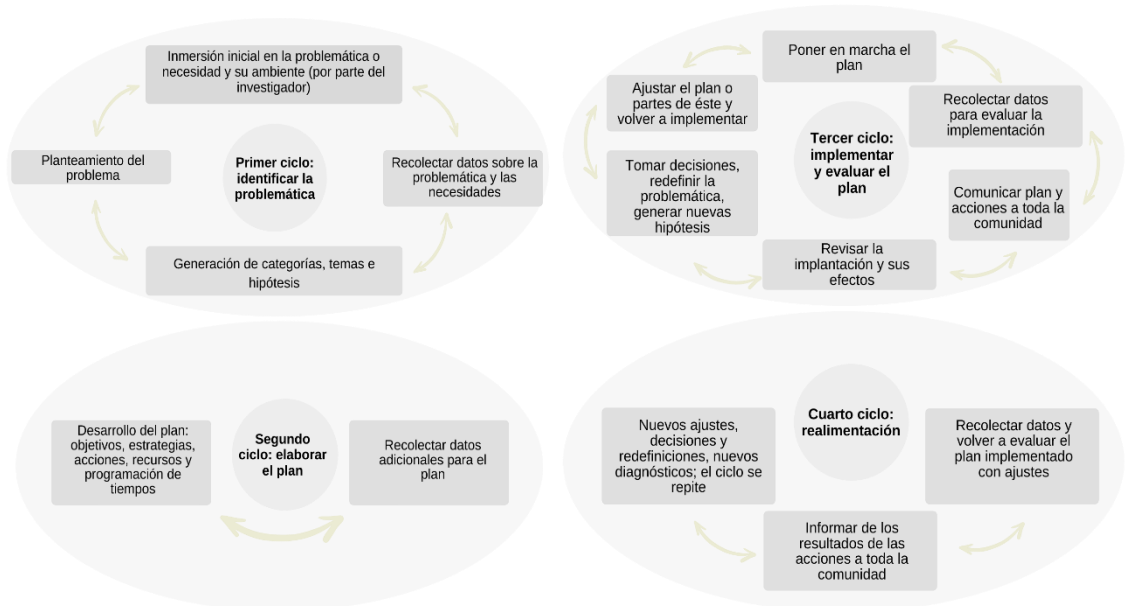 Inmersión inicial en la problemática o
necesidad y su ambiente (por parte del
investigador)
Planteamiento del
problema
Primer ciclo:
identificar la
problemática
Recolectar datos sobre la
problemática y las
necesidades
Generación de categorías, temas e
hipótesis
Poner en marcha el
plan
Ajustar el plan o
partes de éste y
volver a implementar
Recolectar datos
para evaluar la
implementación
Tercer ciclo:
implementar
y evaluar el
plan
Tomar decisiones,
redefinir la
problemática,
generar nuevas
hipótesis
Comunicar plan y
acciones a toda la
comunidad
Revisar la
implantación y sus
efectos
Desarrollo del plan:
objetivos, estrategias,
acciones, recursos y
programación de
tiempos
Segundo
ciclo: elaborar
el plan
Recolectar datos
adicionales para el
plan
Cuarto ciclo:
realimentación
Nuevos ajustes,
decisiones y
redefiniciones, nuevos
diagnósticos; el ciclo se
repite
Recolectar datos y
volver a evaluar el
plan implementado
con ajustes
Informar de los
resultados de las
acciones a toda la
comunidad